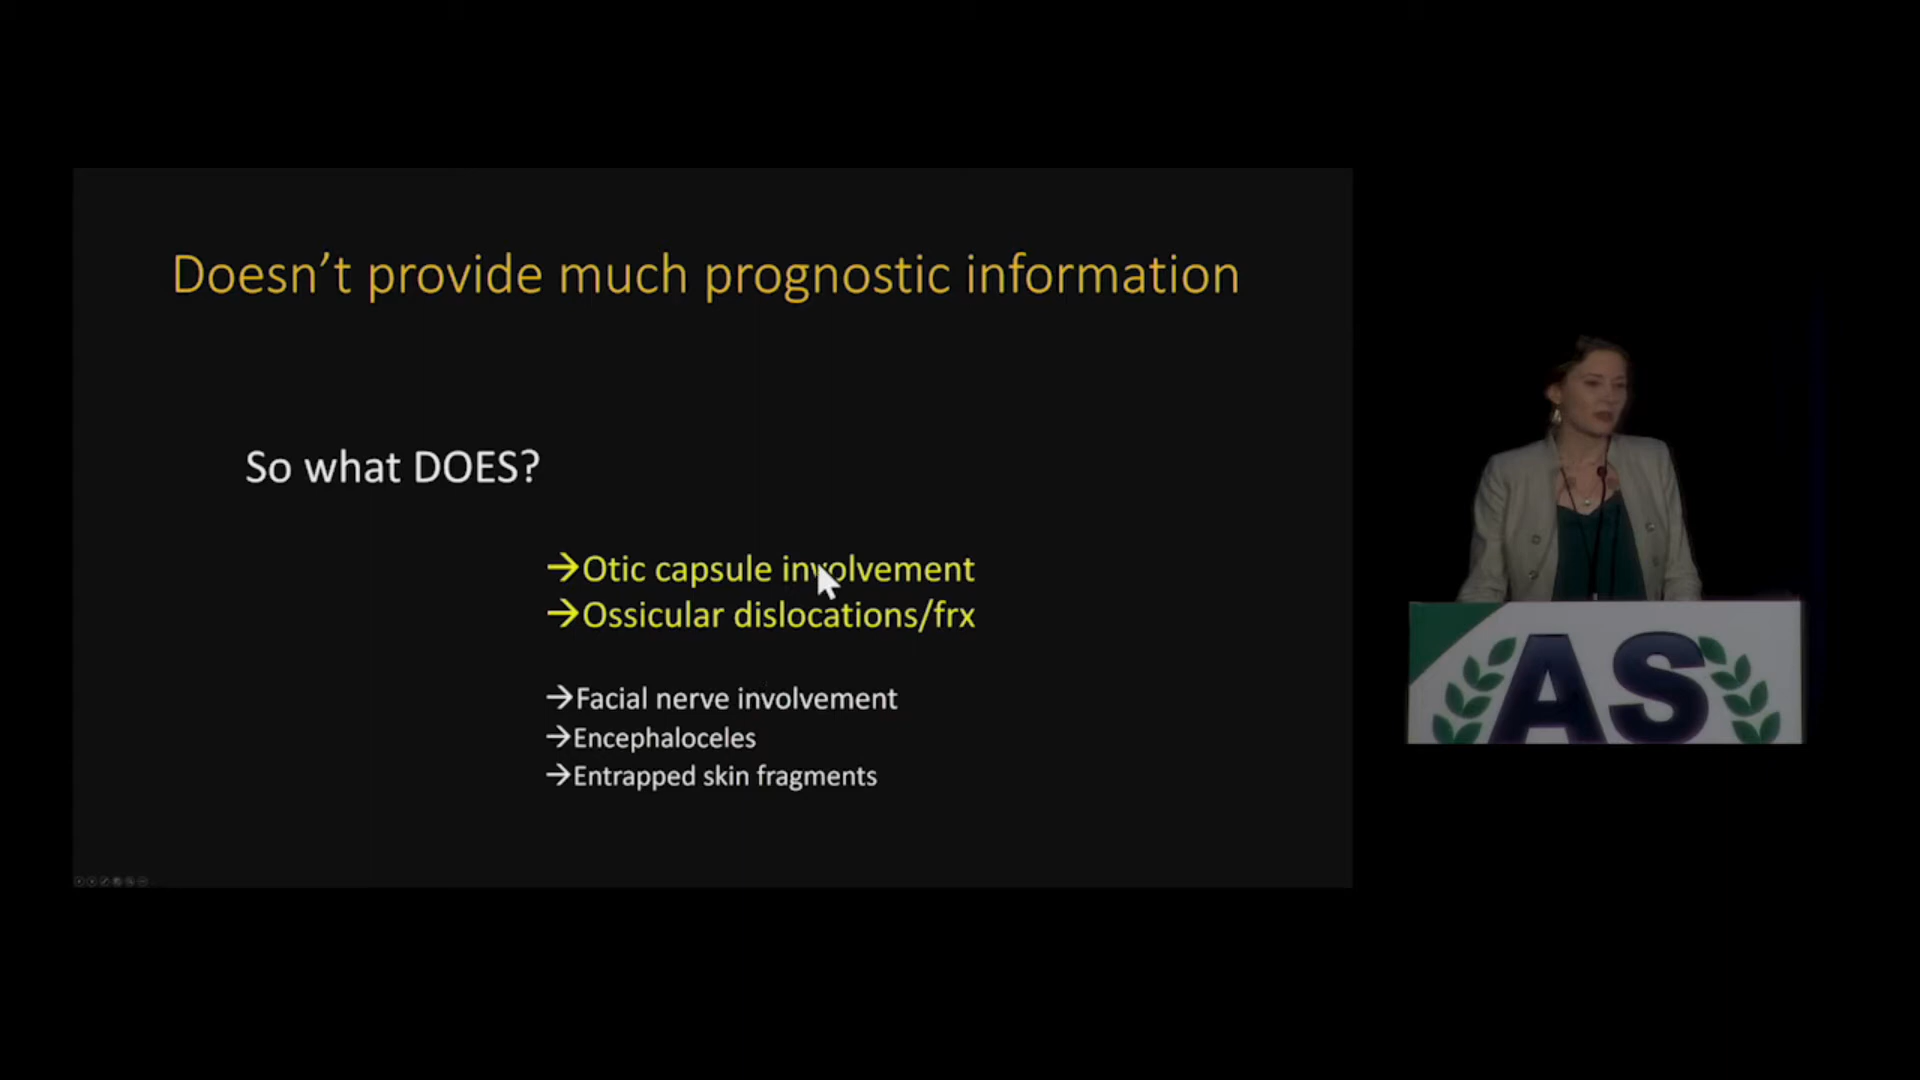 Doesn’t provide much prognostic information
So what DOES?
→Otic capsule involvement
→Ossicular dislocations/frx
→Facial nerve involvement
→Encephaloceles
→Entrapped skin fragments
AS